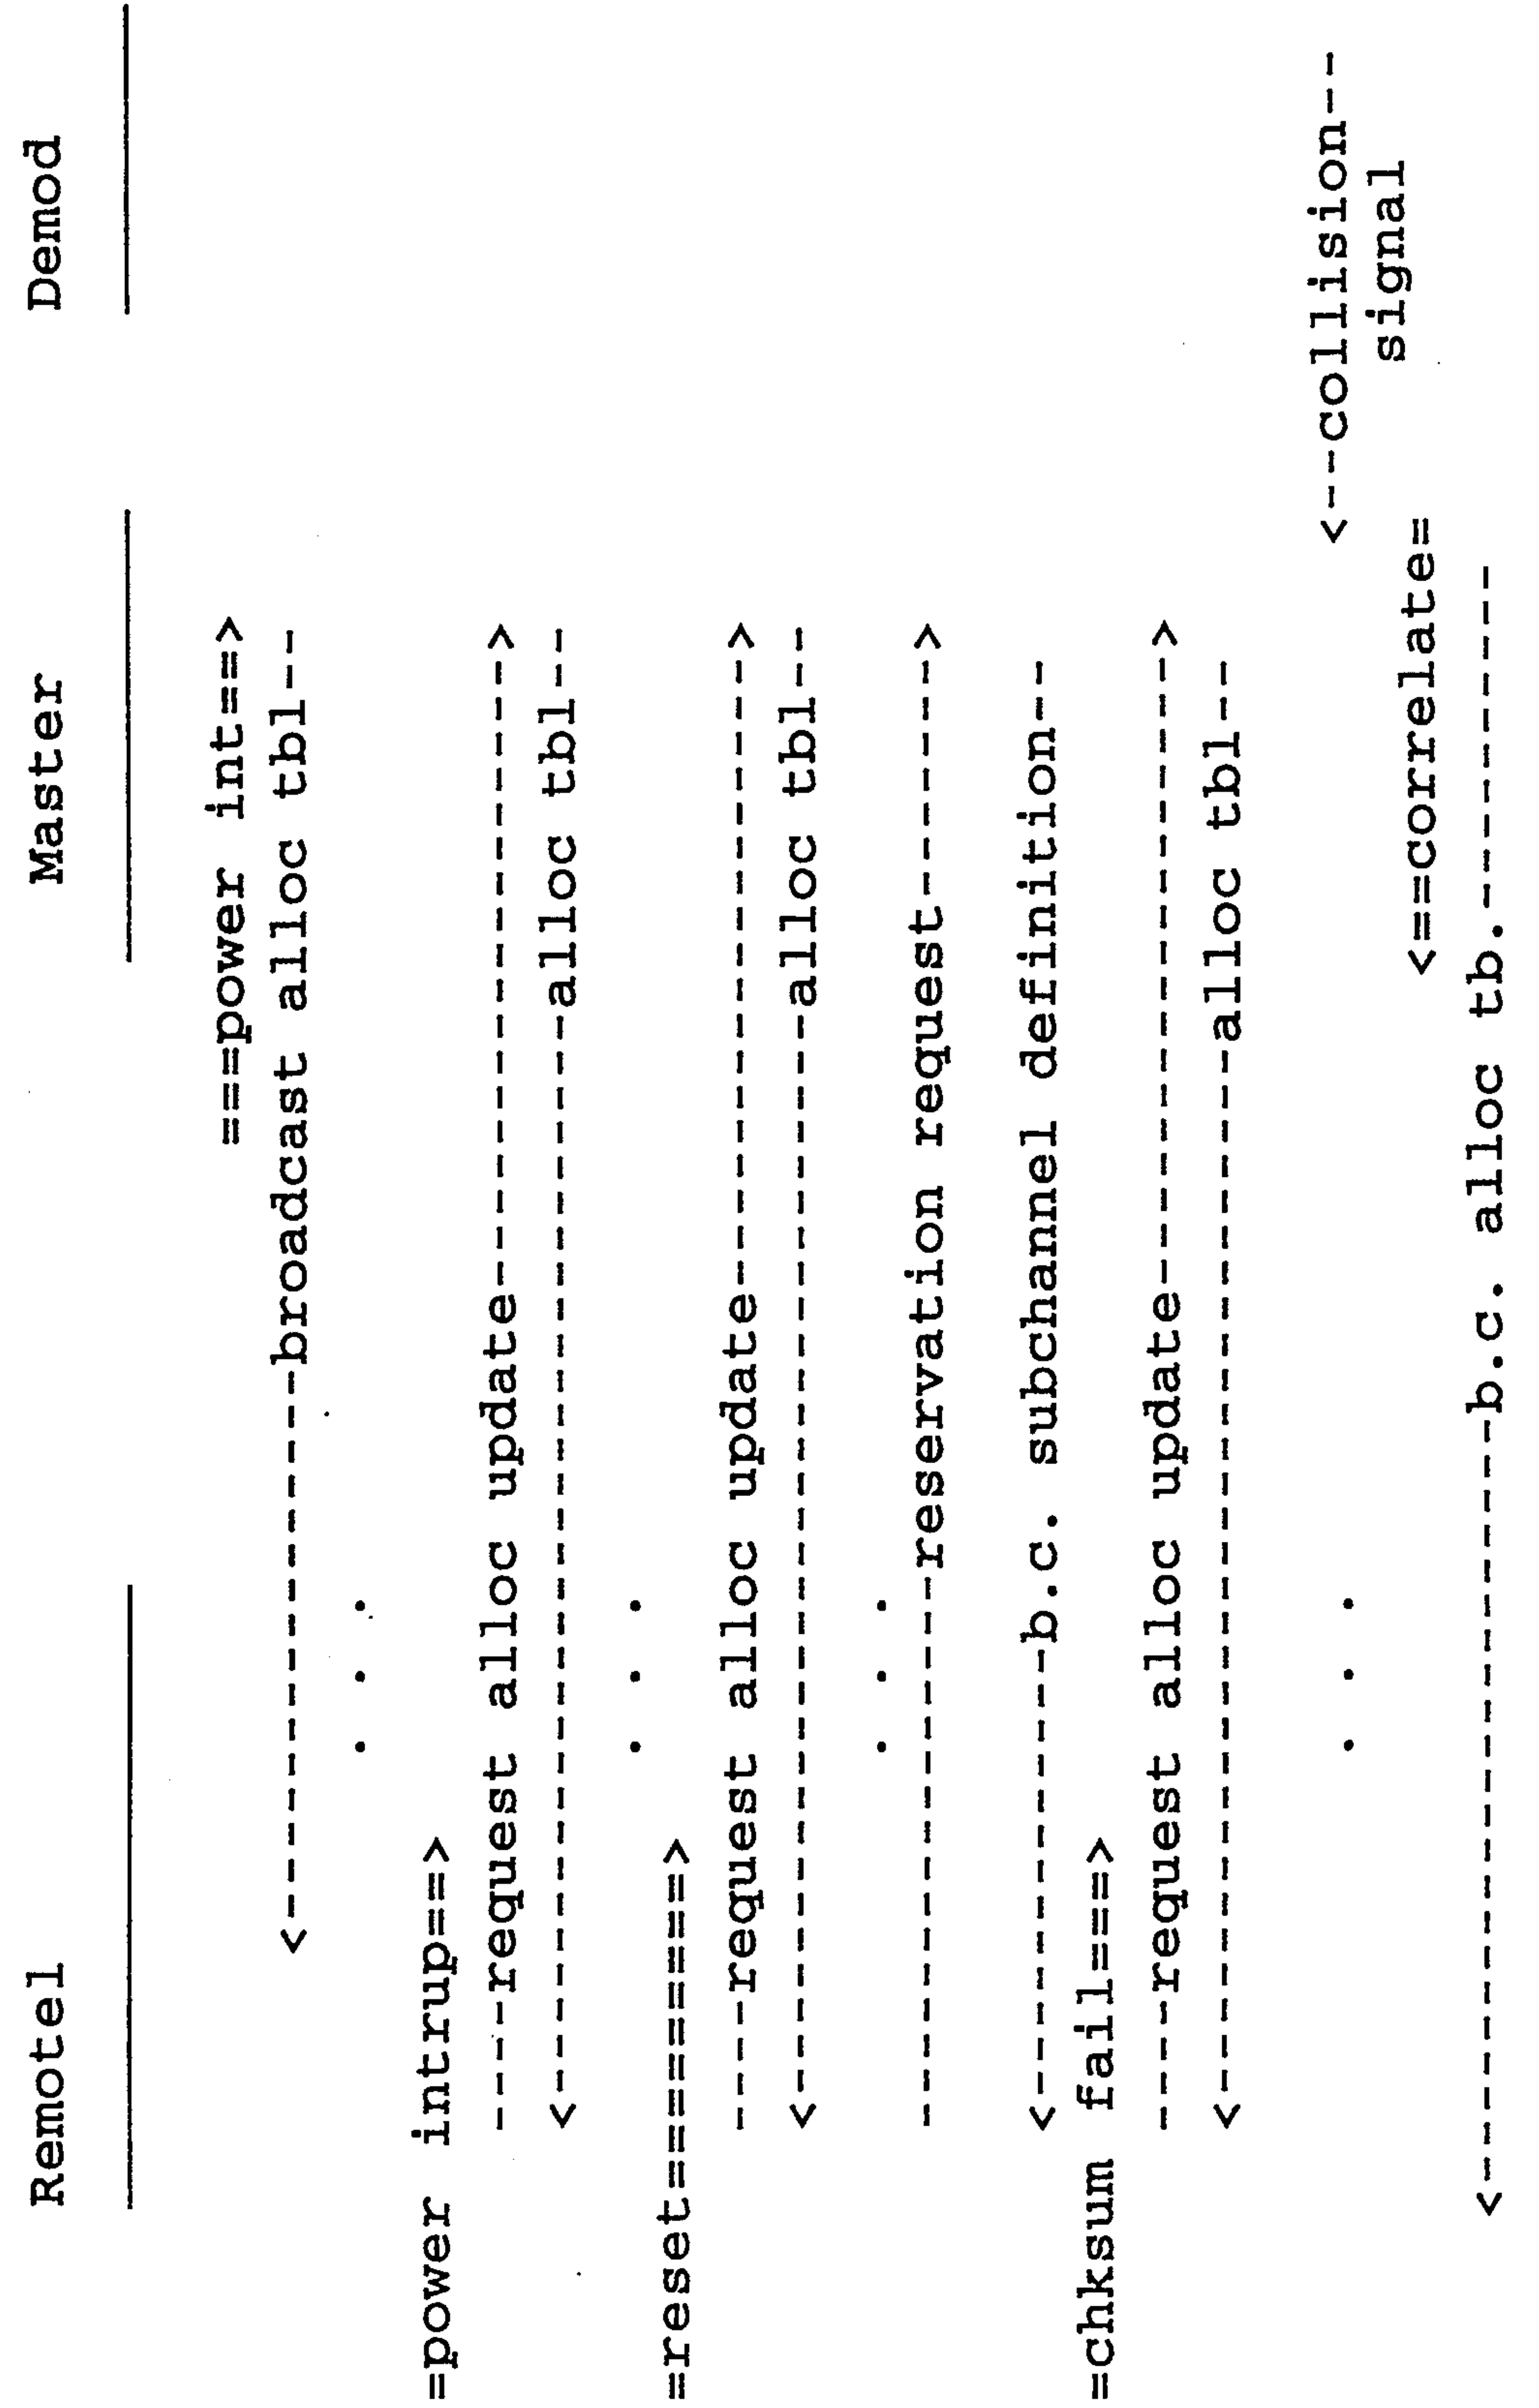 Remote1 Master Demod
===power int==>
<--------------broadcast alloc tbl--
. . .
=power intrup==>
----request alloc update------------------->
<-------------------------------alloc tbl--
. . .
=reset==========>
----request alloc update------------------->
<-------------------------------alloc tbl--
. . .
----------------reservation request-------->
<-------------b.c. subchannel definition--
=chksum fail===>
----request alloc update------------------->
<------------------------------alloc tbl--
. . .
<---collision--
signal
<==correlate=
<----------------------b.c. alloc tb.----------